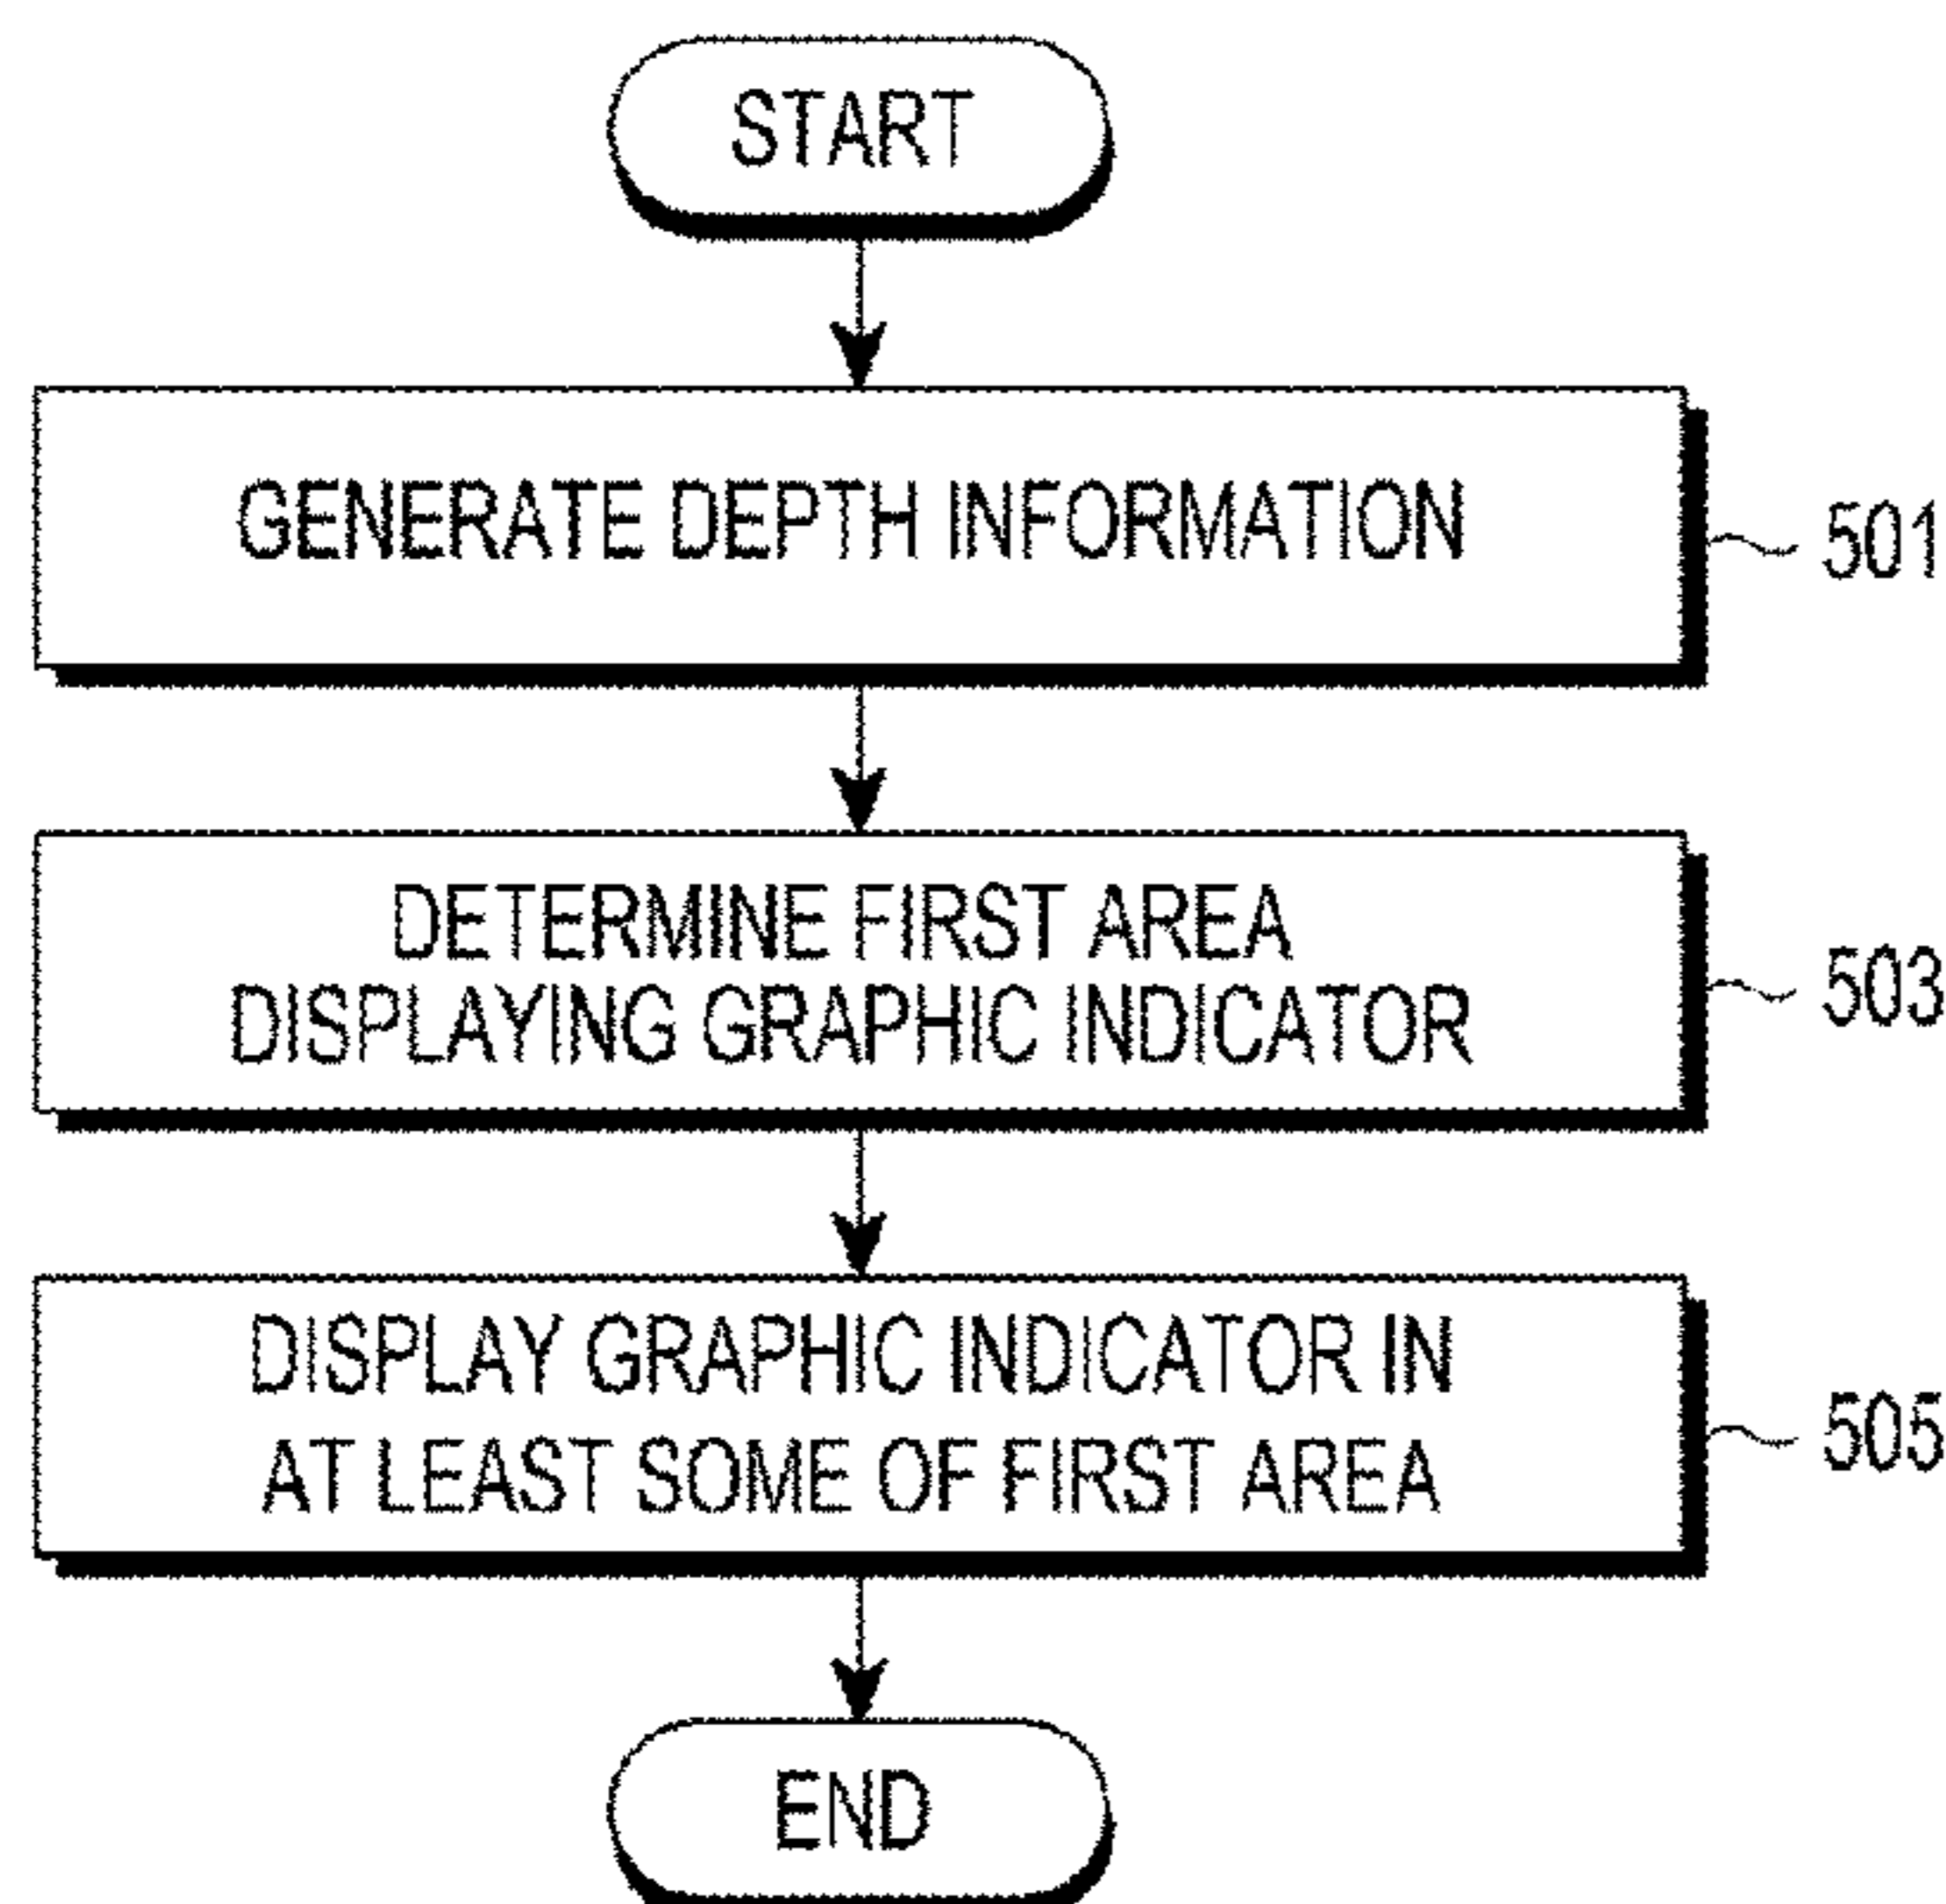 START
GENERATE DEPTH INFORMATION
501
DETERMINE FIRST AREA
DISPLAYING GRAPHIC INDICATOR
503
DISPLAY GRAPHIC INDICATOR IN
AT LEAST SOME OF FIRST AREA
505
END